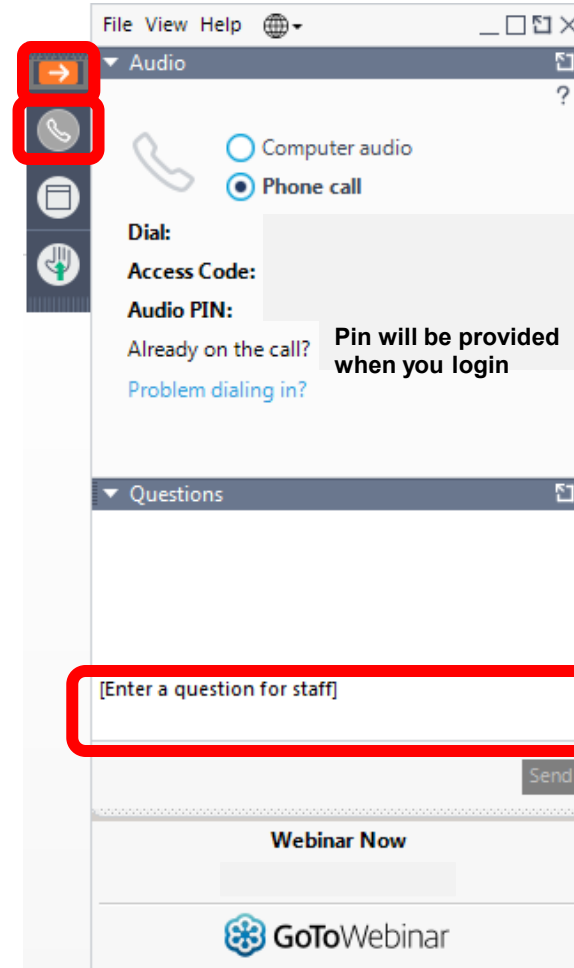 File View Help
Audio
?
Computer audio
Phone call
Dial:
Access Code:
Audio PIN:
Pin will be provided
when you login
Already on the call?
Problem dialing in?
Questions
[Enter a question for staff]
Send
Webinar Now
GoToWebinar